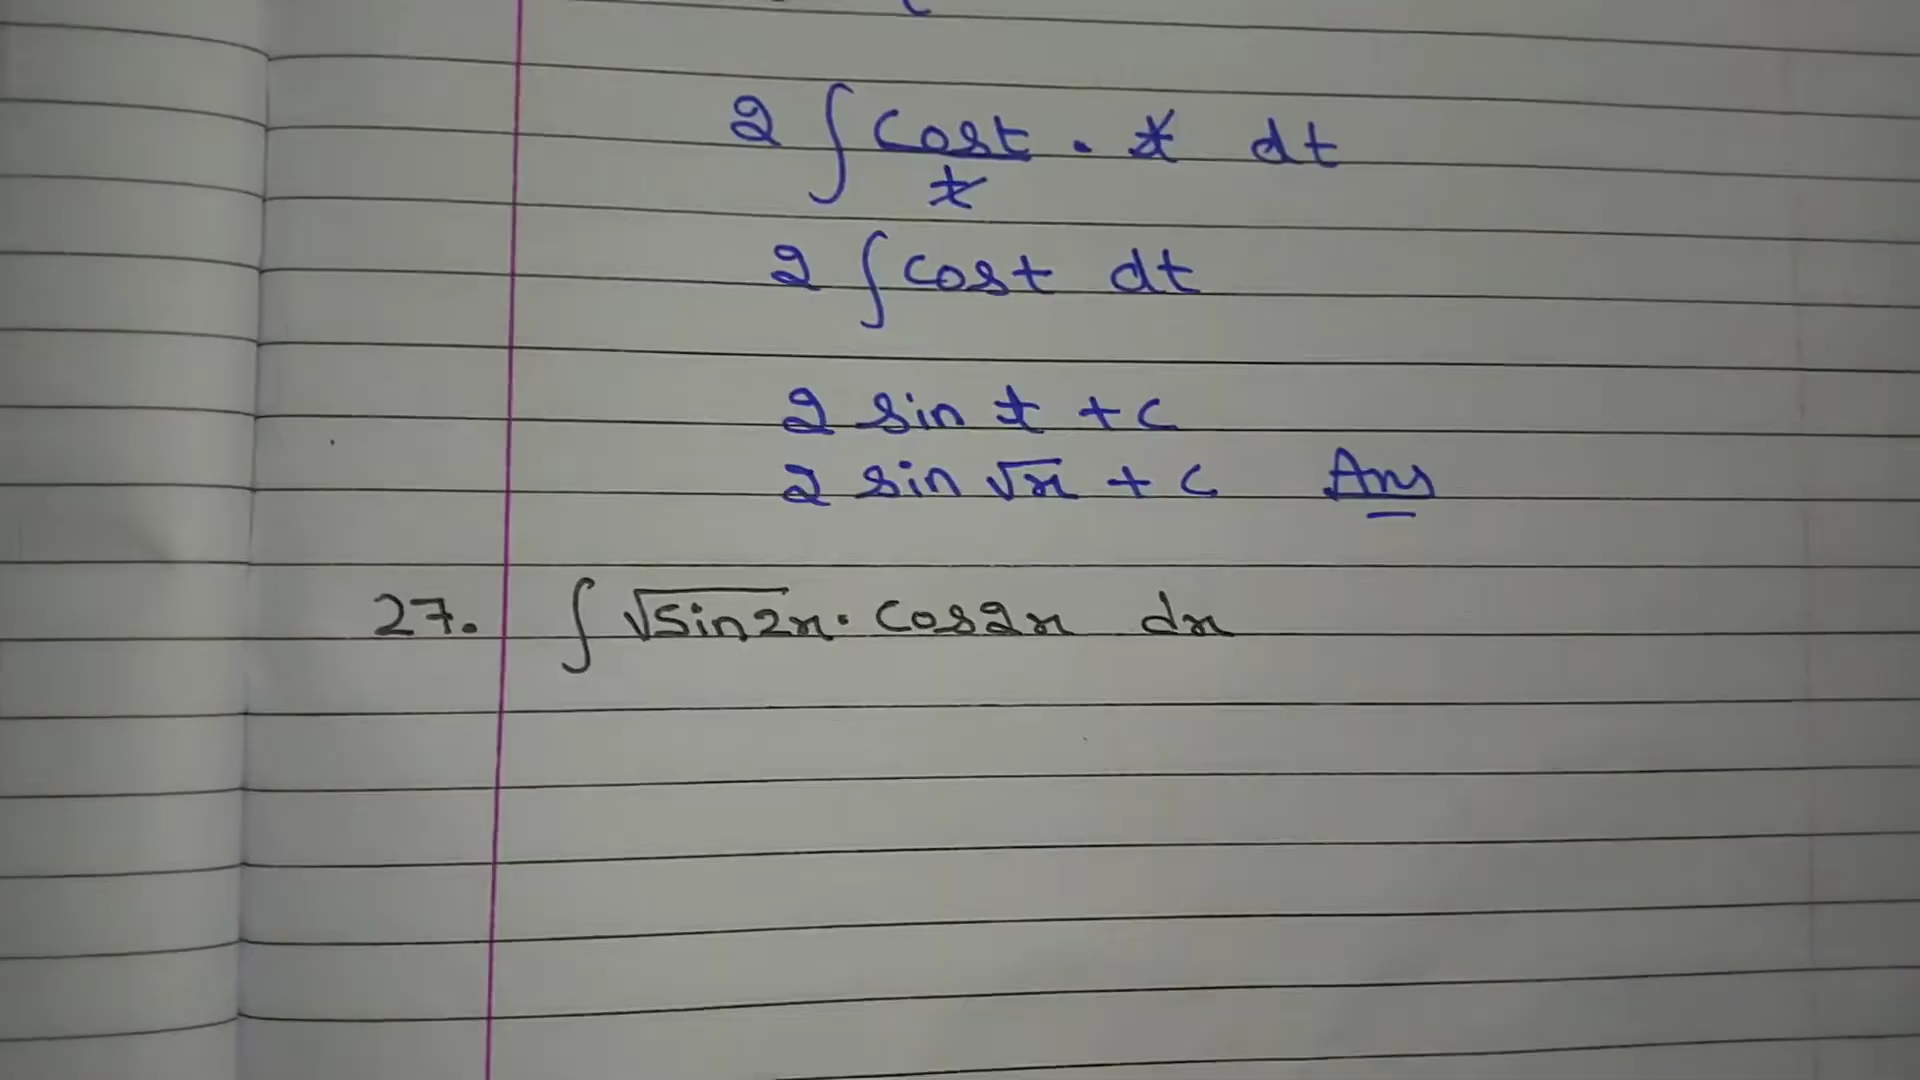 2 ∫ cost/t . t dt
2 ∫ cost dt
2 sin t + c
2 sin √x + c Ans
27. ∫ √sin2x . cos2x dx